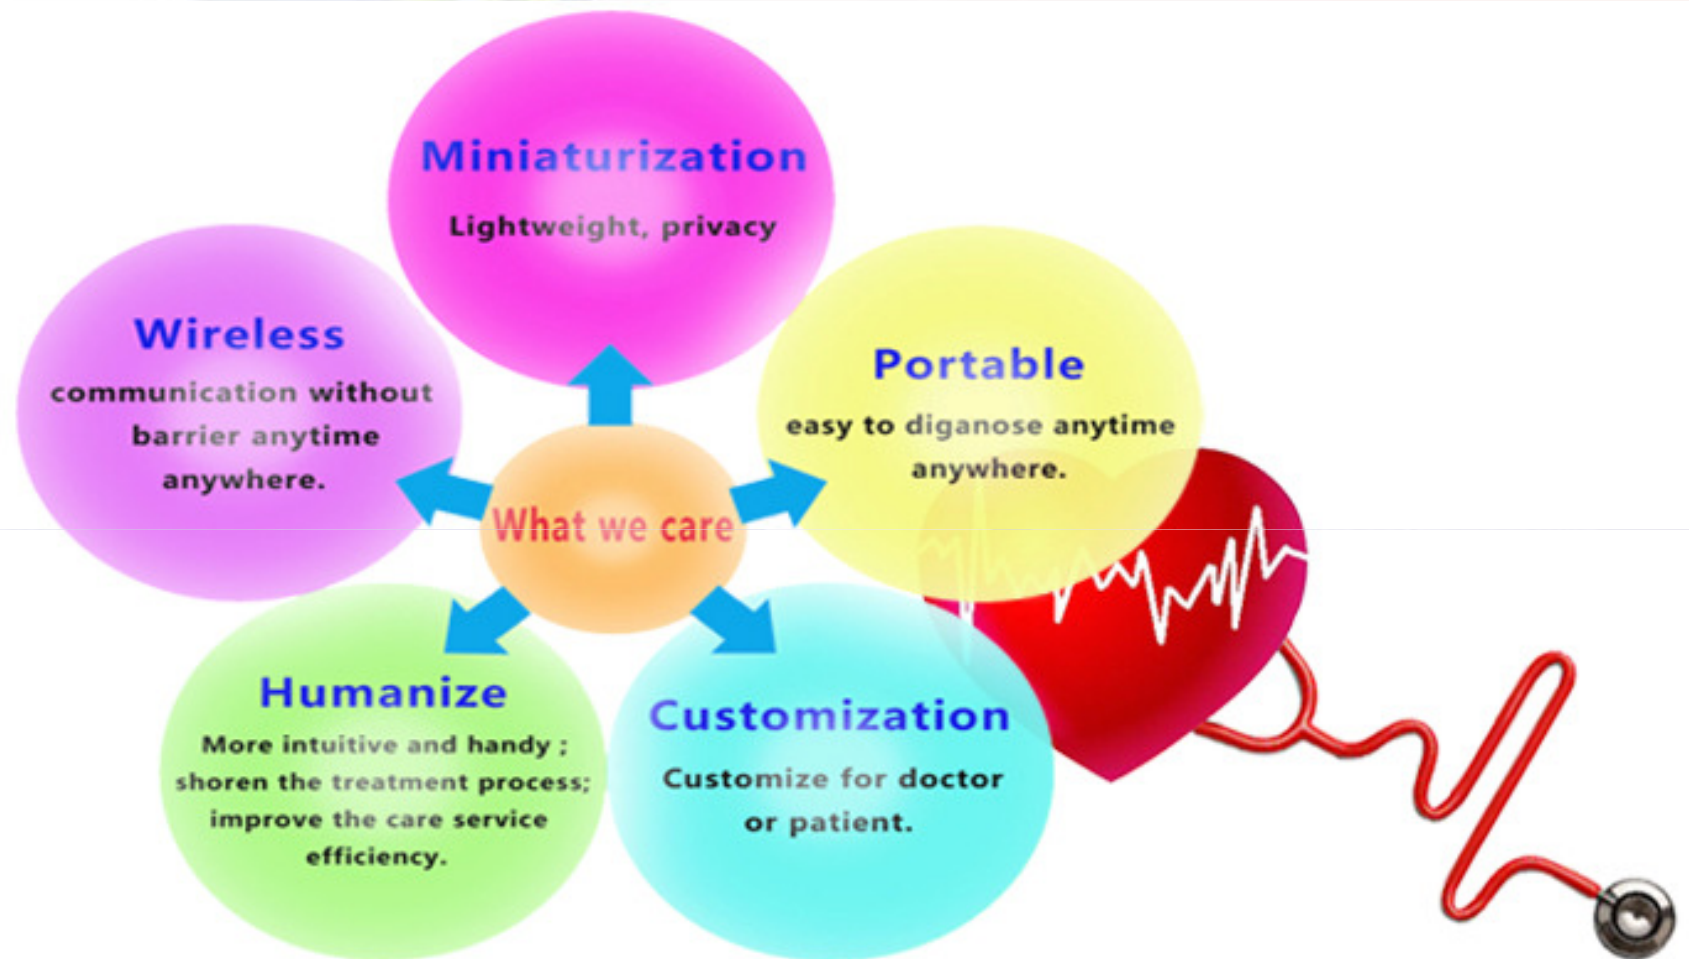 Miniaturization
Lightweight, privacy
Wireless
communication without
barrier anytime
anywhere.
Portable
easy to diganose anytime
anywhere.
What we care
Humanize
More intuitive and handy ;
shoren the treatment process;
improve the care service
efficiency.
Customization
Customize for doctor
or patient.